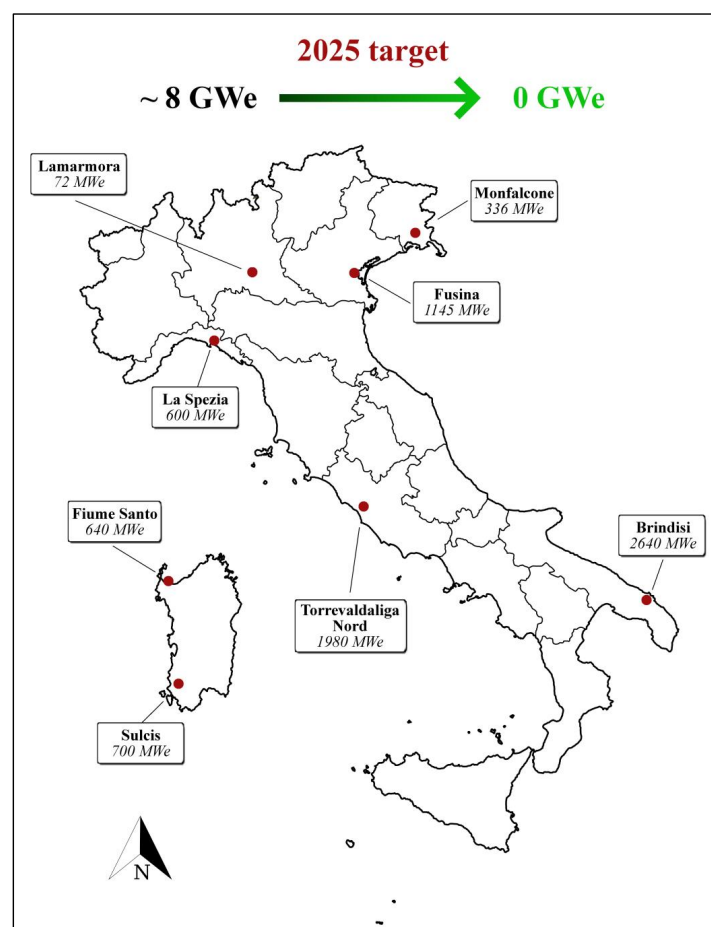 2025 target
~ 8 GWe
0 GWe
Lamarmora
72 MWe
Monfalcone
336 MWe
Fusina
1145 MWe
La Spezia
600 MWe
Fiume Santo
640 MWe
Brindisi
2640 MWe
Torrevaldaliga
Nord
1980 MWe
Sulcis
700 MWe
N